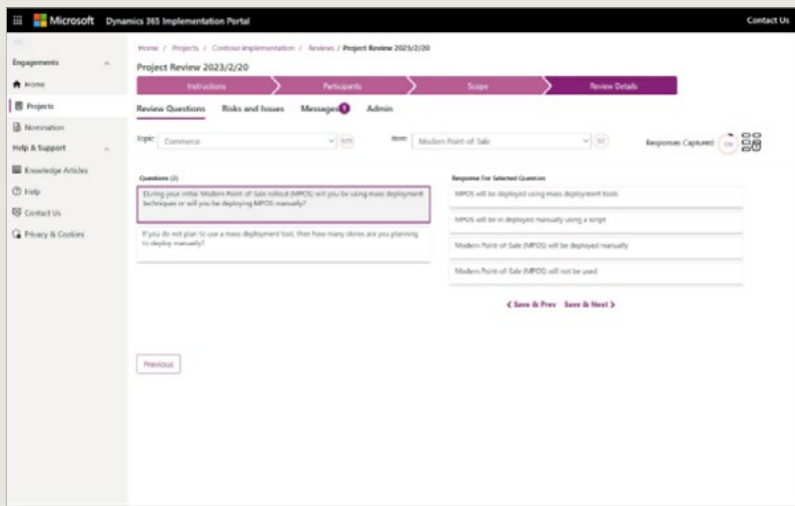 Microsoft Dynamics 365 Implementation Portal
Contact Us
Home / Projects / Contoso Implementation / Reviews / Project Review 2023/2/20
Project Review 2023/2/20
Instructions
Participants
Scope
Review Details
Engagements
Home
Projects
Nomination
Help & Support
Knowledge Articles
Help
Contact Us
Privacy & Cookies
Review Questions
Risks and Issues
Messages 1
Admin
Topic:
Commerce
Item:
Modern Point-of-Sale
Responses Captured:
Questions (2)
During your initial Modern Point-of-Sale rollout (MPOS) will you be using mass deployment
techniques or will you be deploying MPOS manually?
If you do not plan to use a mass deployment tool, then how many stores are you planning
to deploy manually?
Response For Selected Question
MPOS will be deployed using mass deployment tools
MPOS will be in deployed manually using a script
Modern Point-of-Sale (MPOS) will be deployed manually
Modern Point-of-Sale (MPOS) will not be used
Save & Prev
Save & Next
Previous